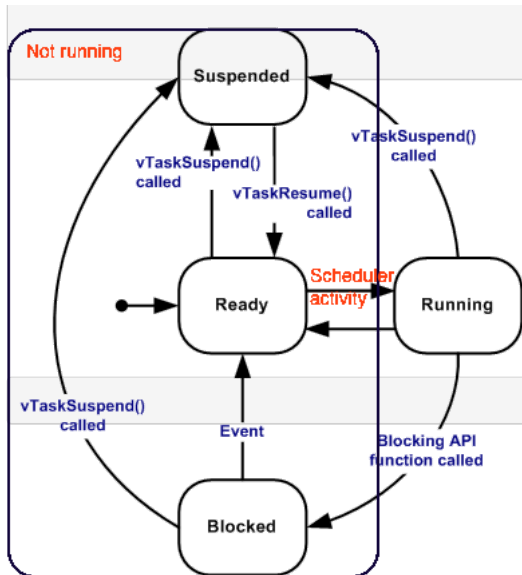 Not running
Suspended
vTaskSuspend()
called
vTaskSuspend()
called
vTaskResume()
called
Scheduler
activity
Ready
Running
vTaskSuspend()
called
Event
Blocking API
function called
Blocked